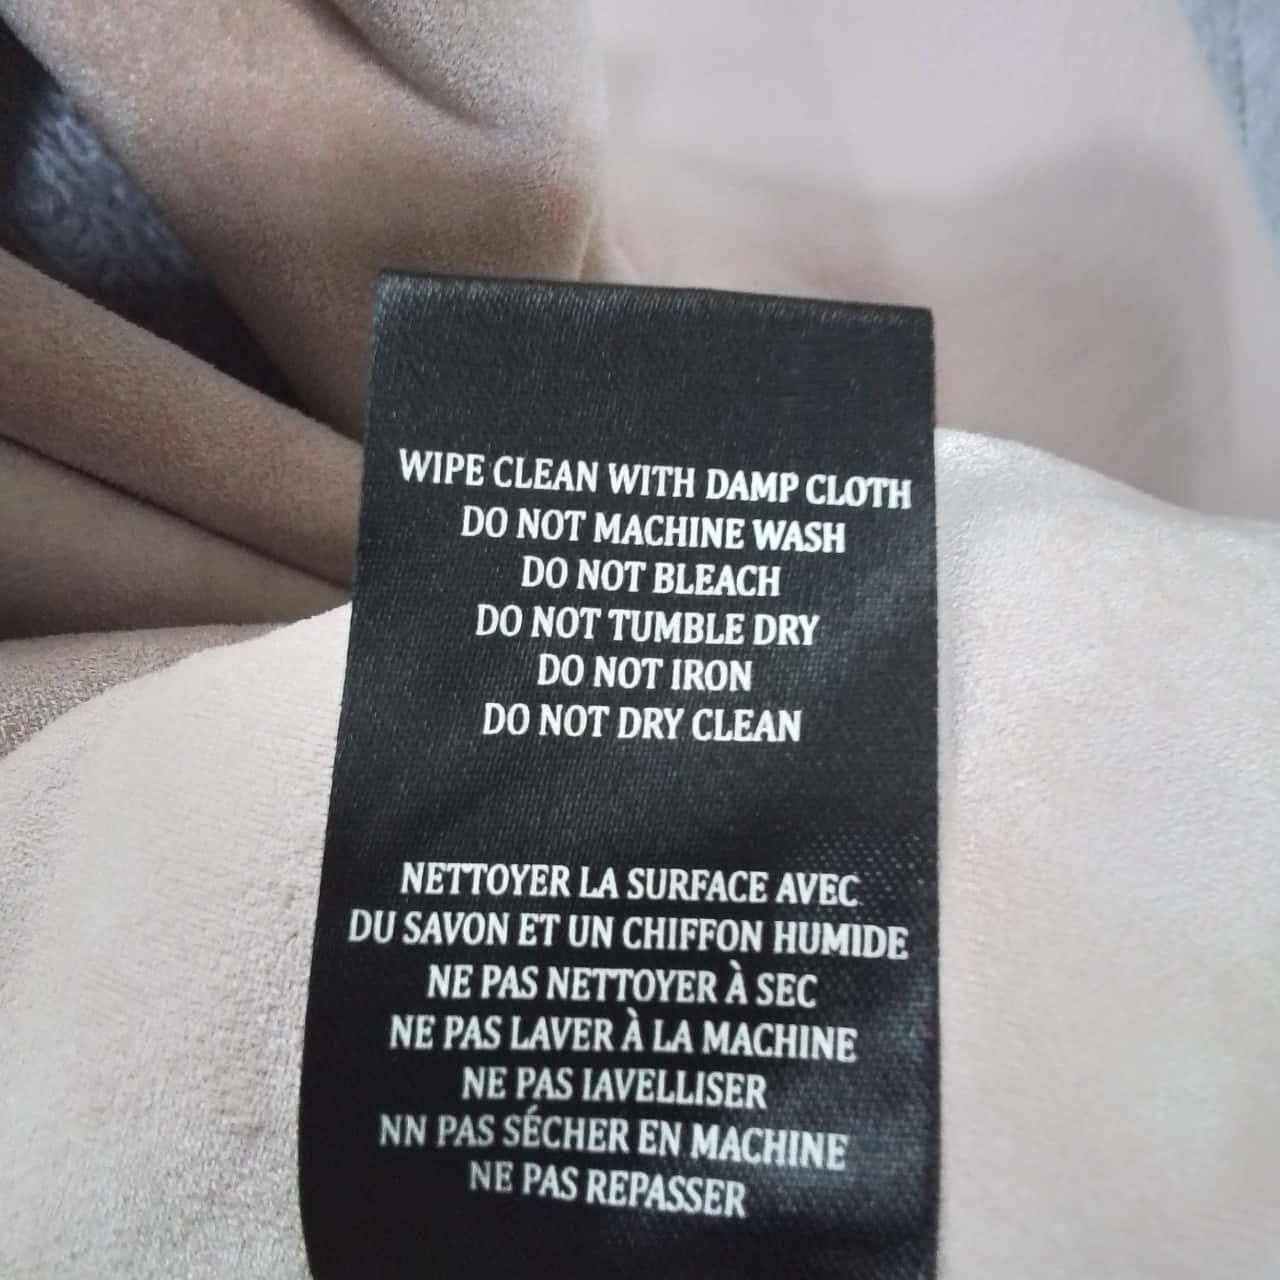 WIPE CLEAN WITH DAMP CLOTH
DO NOT MACHINE WASH
DO NOT BLEACH
DO NOT TUMBLE DRY
DO NOT IRON
DO NOT DRY CLEAN
NETTOYER LA SURFACE AVEC
DU SAVON ET UN CHIFFON HUMIDE
NE PAS NETTOYER À SEC
NE PAS LAVER À LA MACHINE
NE PAS IAVELLISER
NN PAS SÉCHER EN MACHINE
NE PAS REPASSER